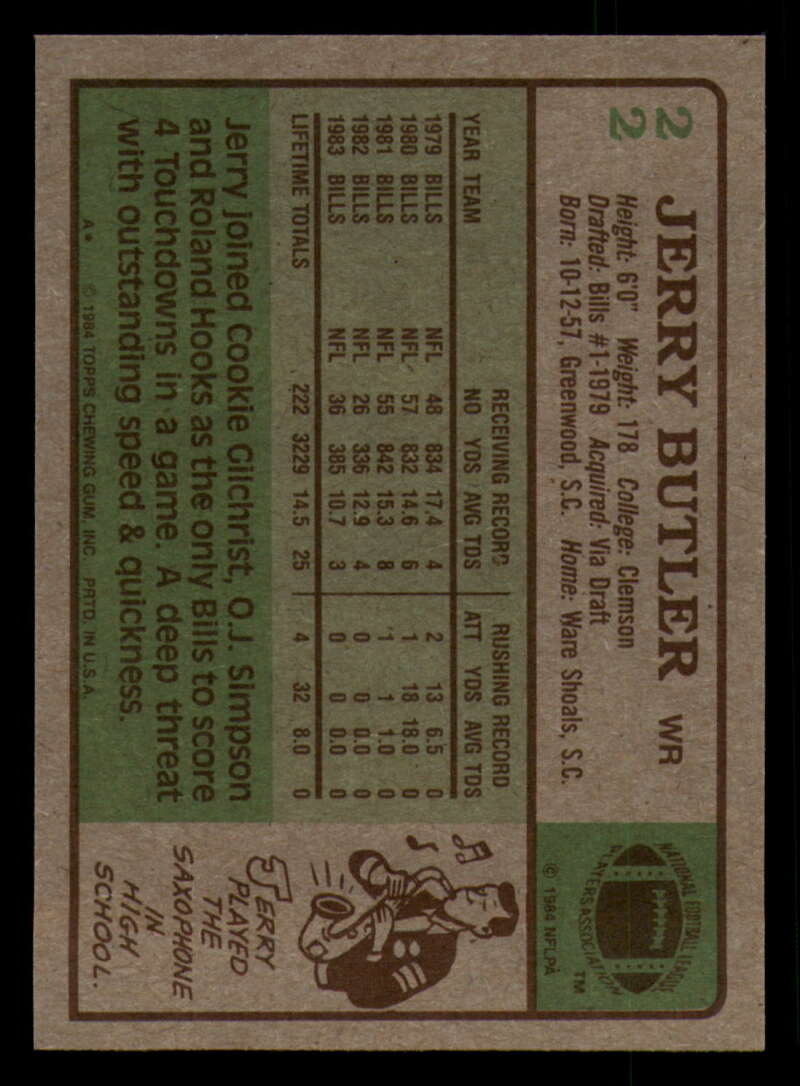 22
JERRY BUTLER WR
Height: 6'0" Weight: 178 College: Clemson
Drafted: Bills #1-1979 Acquired: Via Draft
Born: 10-12-57, Greenwood, S.C. Home: Ware Shoals, S.C.
NATIONAL FOOTBALL LEAGUE
PLAYERS ASSOCIATION
TM
© 1984 NFLPA
RECEIVING RECORD RUSHING RECORD
YEAR TEAM NO YDS AVG TDS ATT YDS AVG TDS
1979 BILLS NFL 48 834 17.4 4 2 13 6.5 0
1980 BILLS NFL 57 832 14.6 6 1 18 18.0 0
1981 BILLS NFL 55 842 15.3 8 1 1 1.0 0
1982 BILLS NFL 26 336 12.9 4 0 0 0.0 0
1983 BILLS NFL 36 385 10.7 3 0 0 0.0 0
LIFETIME TOTALS 222 3229 14.5 25 4 32 8.0 0
Jerry joined Cookie Gilchrist, O.J. Simpson
and Roland Hooks as the only Bills to score
4 Touchdowns in a game. A deep threat
with outstanding speed & quickness.
A* © 1984 TOPPS CHEWING GUM, INC. PRTD. IN U.S.A.
JERRY
PLAYED
THE
SAXOPHONE
IN
HIGH
SCHOOL.